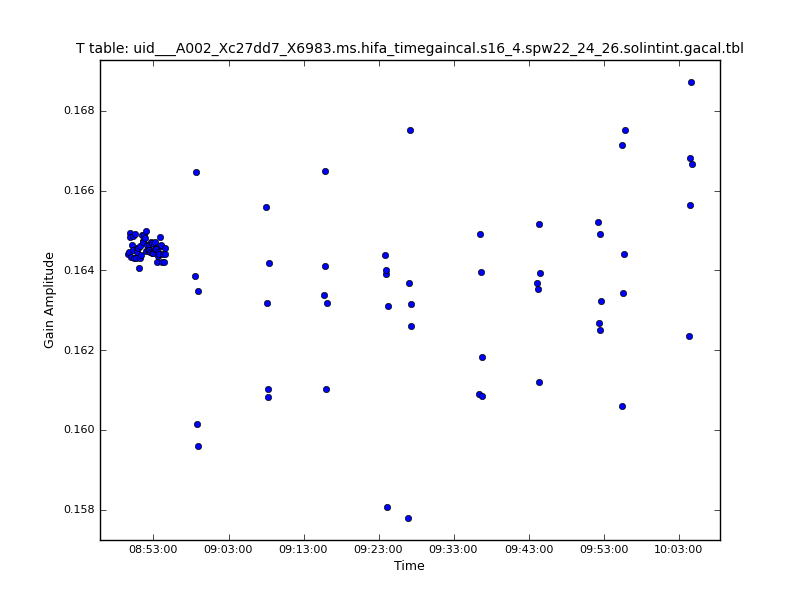 T table: uid___A002_Xc27dd7_X6983.ms.hifa_timegaincal.s16_4.spw22_24_26.solintint.gacal.tbl
0.168
0.166
0.164
0.162
0.160
0.158
Gain Amplitude
08:53:00 09:03:00 09:13:00 09:23:00 09:33:00 09:43:00 09:53:00 10:03:00
Time